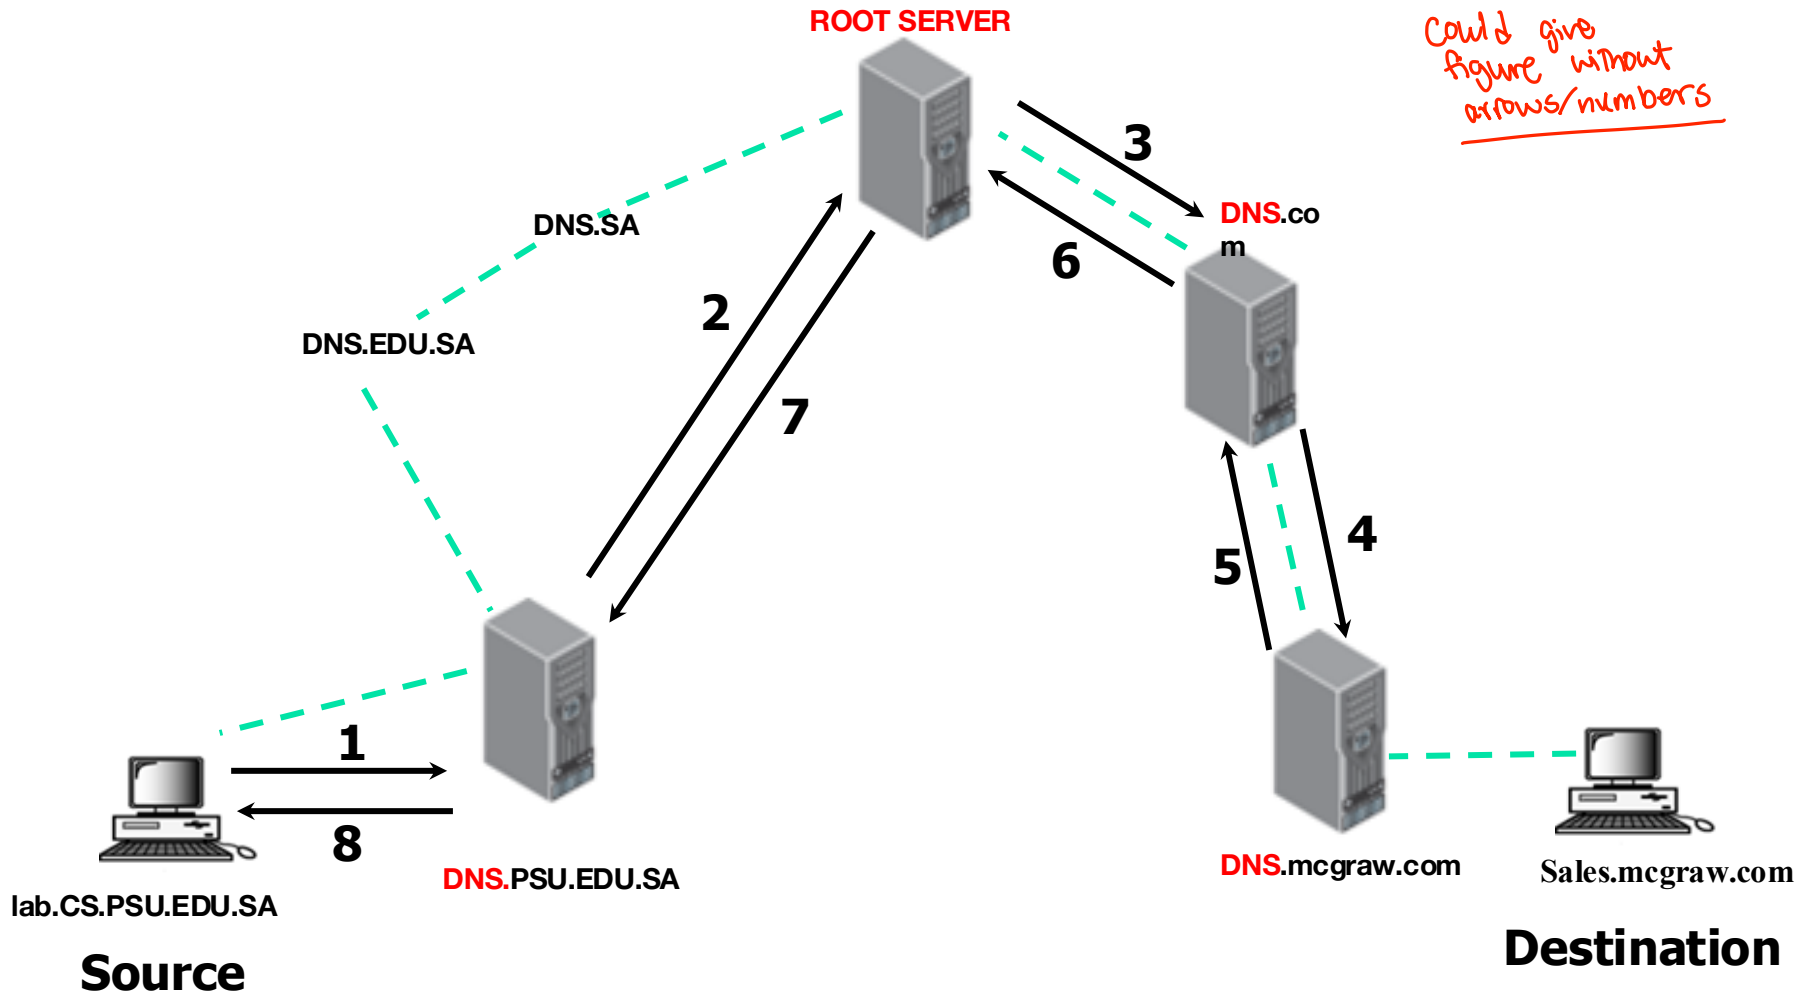 ROOT SERVER
Could give
figure without
arrows/numbers
3
DNS.co
m
DNS.SA
6
2
DNS.EDU.SA
7
4
5
1
8
DNS.PSU.EDU.SA
DNS.mcgraw.com
Sales.mcgraw.com
lab.CS.PSU.EDU.SA
Destination
Source